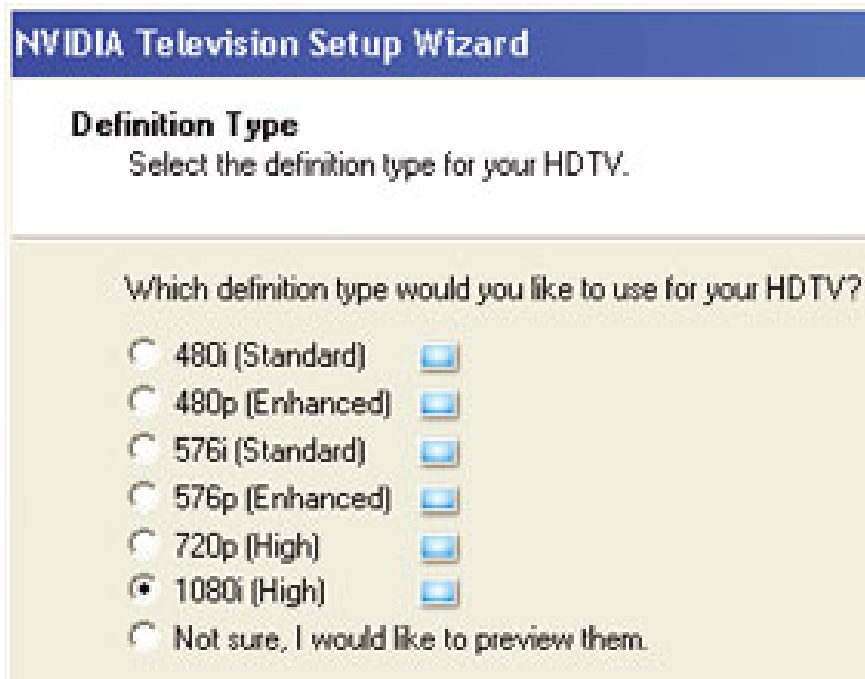 NVIDIA Television Setup Wizard
Definition Type
Select the definition type for your HDTV.
Which definition type would you like to use for your HDTV?
480i (Standard)
480p (Enhanced)
576i (Standard)
576p (Enhanced)
720p (High)
1080i (High)
Not sure, I would like to preview them.